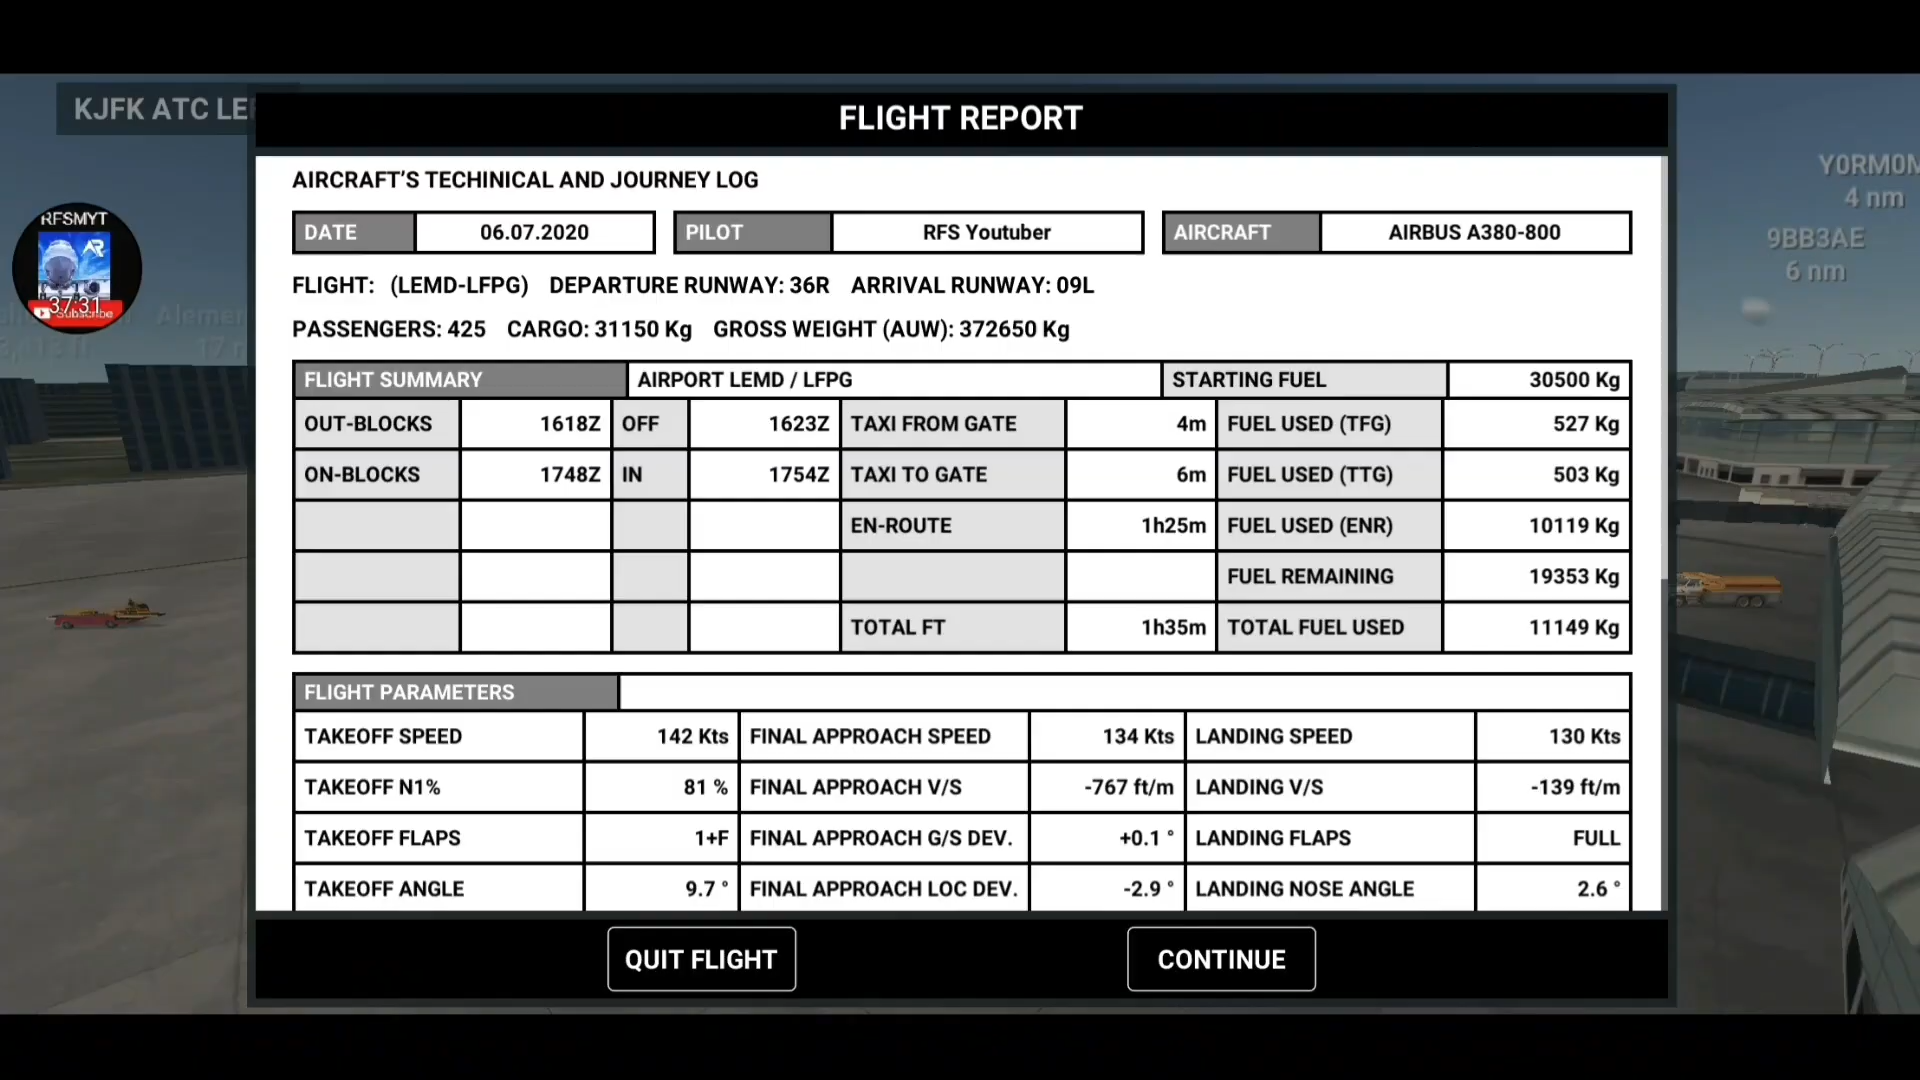 KJFK ATC LE
FLIGHT REPORT
Y0RM0M
4 nm
9BB3AE
6 nm
RFSMYT
AR
37:31
Subscribe
Alemer
17
AIRCRAFT'S TECHINICAL AND JOURNEY LOG
DATE 06.07.2020 PILOT RFS Youtuber AIRCRAFT AIRBUS A380-800
FLIGHT: (LEMD-LFPG) DEPARTURE RUNWAY: 36R ARRIVAL RUNWAY: 09L
PASSENGERS: 425 CARGO: 31150 Kg GROSS WEIGHT (AUW): 372650 Kg
FLIGHT SUMMARY AIRPORT LEMD / LFPG STARTING FUEL 30500 Kg
OUT-BLOCKS 1618Z OFF 1623Z TAXI FROM GATE 4m FUEL USED (TFG) 527 Kg
ON-BLOCKS 1748Z IN 1754Z TAXI TO GATE 6m FUEL USED (TTG) 503 Kg
EN-ROUTE 1h25m FUEL USED (ENR) 10119 Kg
FUEL REMAINING 19353 Kg
TOTAL FT 1h35m TOTAL FUEL USED 11149 Kg
FLIGHT PARAMETERS
TAKEOFF SPEED 142 Kts FINAL APPROACH SPEED 134 Kts LANDING SPEED 130 Kts
TAKEOFF N1% 81 % FINAL APPROACH V/S -767 ft/m LANDING V/S -139 ft/m
TAKEOFF FLAPS 1+F FINAL APPROACH G/S DEV. +0.1 ° LANDING FLAPS FULL
TAKEOFF ANGLE 9.7 ° FINAL APPROACH LOC DEV. -2.9 ° LANDING NOSE ANGLE 2.6 °
QUIT FLIGHT CONTINUE